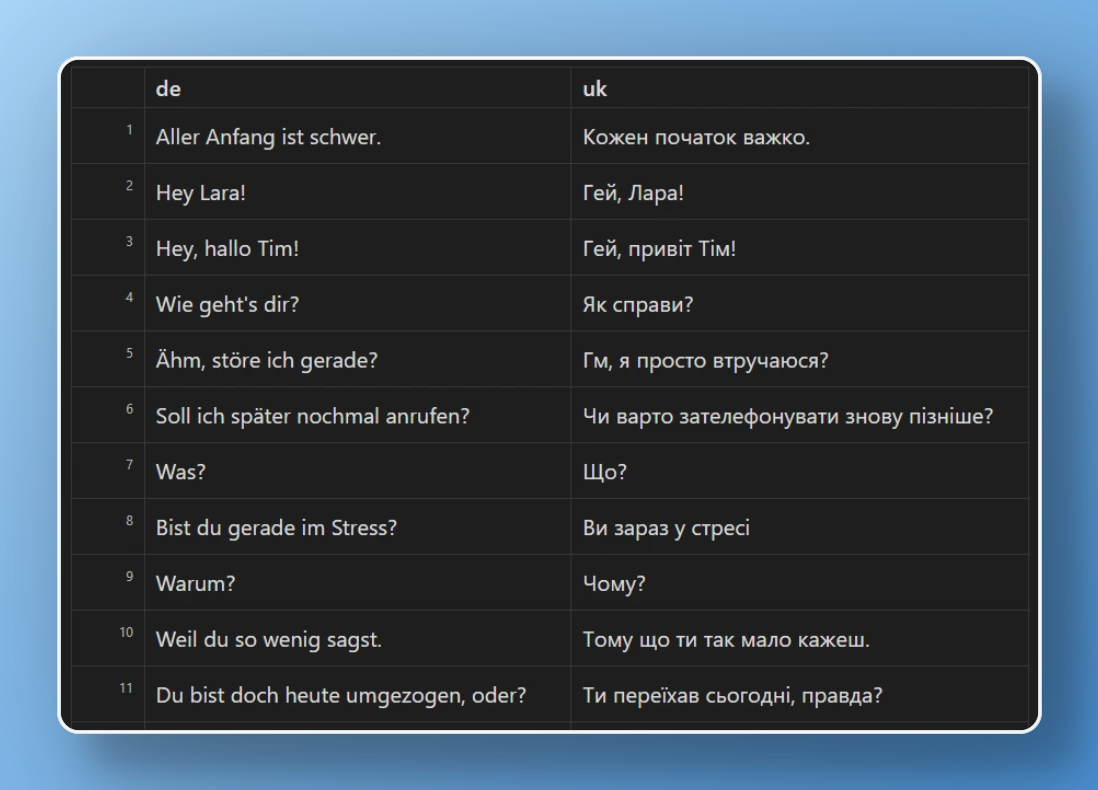 de uk
1 Aller Anfang ist schwer. Кожен початок важко.
2 Hey Lara! Гей, Лара!
3 Hey, hallo Tim! Гей, привіт Тім!
4 Wie geht's dir? Як справи?
5 Ähm, störe ich gerade? Гм, я просто втручаюся?
6 Soll ich später nochmal anrufen? Чи варто зателефонувати знову пізніше?
7 Was? Що?
8 Bist du gerade im Stress? Ви зараз у стресі
9 Warum? Чому?
10 Weil du so wenig sagst. Тому що ти так мало кажеш.
11 Du bist doch heute umgezogen, oder? Ти переїхав сьогодні, правда?